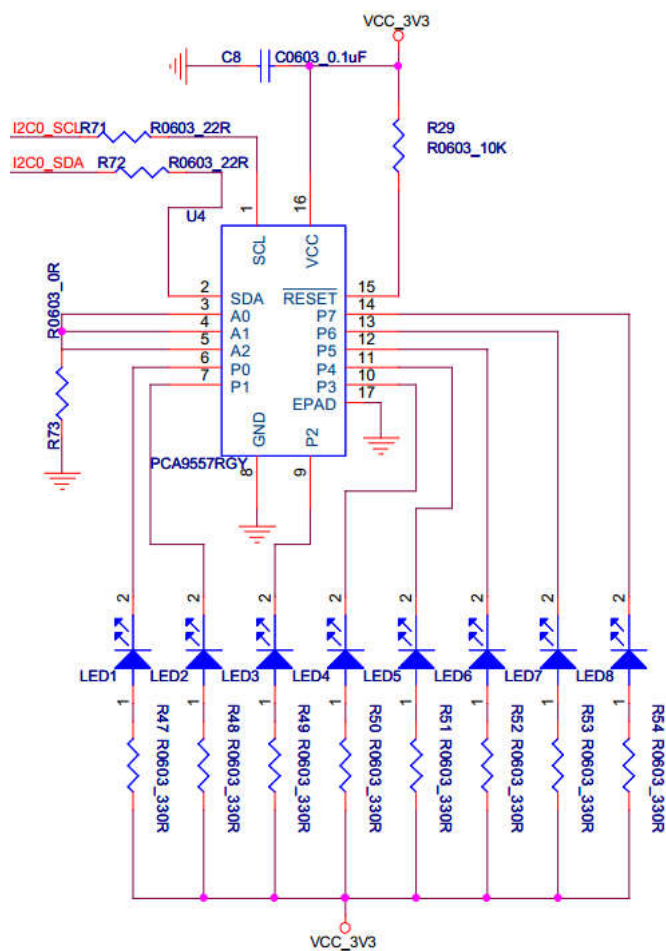 VCC_3V3
C8 C0603_0.1uF
I2C0_SCL R71 R0603_22R
R29
R0603_10K
I2C0_SDA R72 R0603_22R
U4
1
16
SCL
VCC
R0603_0R
R73
2 SDA
3 A0
4 A1
5 A2
6 P0
7 P1
RESET 15
P7 14
P6 13
P5 12
P4 11
P3 10
EPAD 17
GND
P2
PCA9557RGY
8
9
2 2 2 2 2 2 2 2
LED1 LED2 LED3 LED4 LED5 LED6 LED7 LED8
1 1 1 1 1 1 1 1
R47 R0603_330R
R48 R0603_330R
R49 R0603_330R
R50 R0603_330R
R51 R0603_330R
R52 R0603_330R
R53 R0603_330R
R54 R0603_330R
VCC_3V3